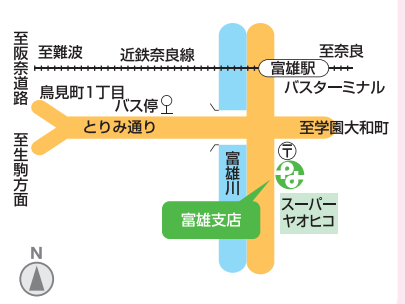 至阪奈道路
至難波
近鉄奈良線
富雄駅
至奈良
バスターミナル
鳥見町1丁目
バス停
とりみ通り
至学園大和町
至生駒方面
富雄川
〒
富雄支店
スーパー
ヤオヒコ
N